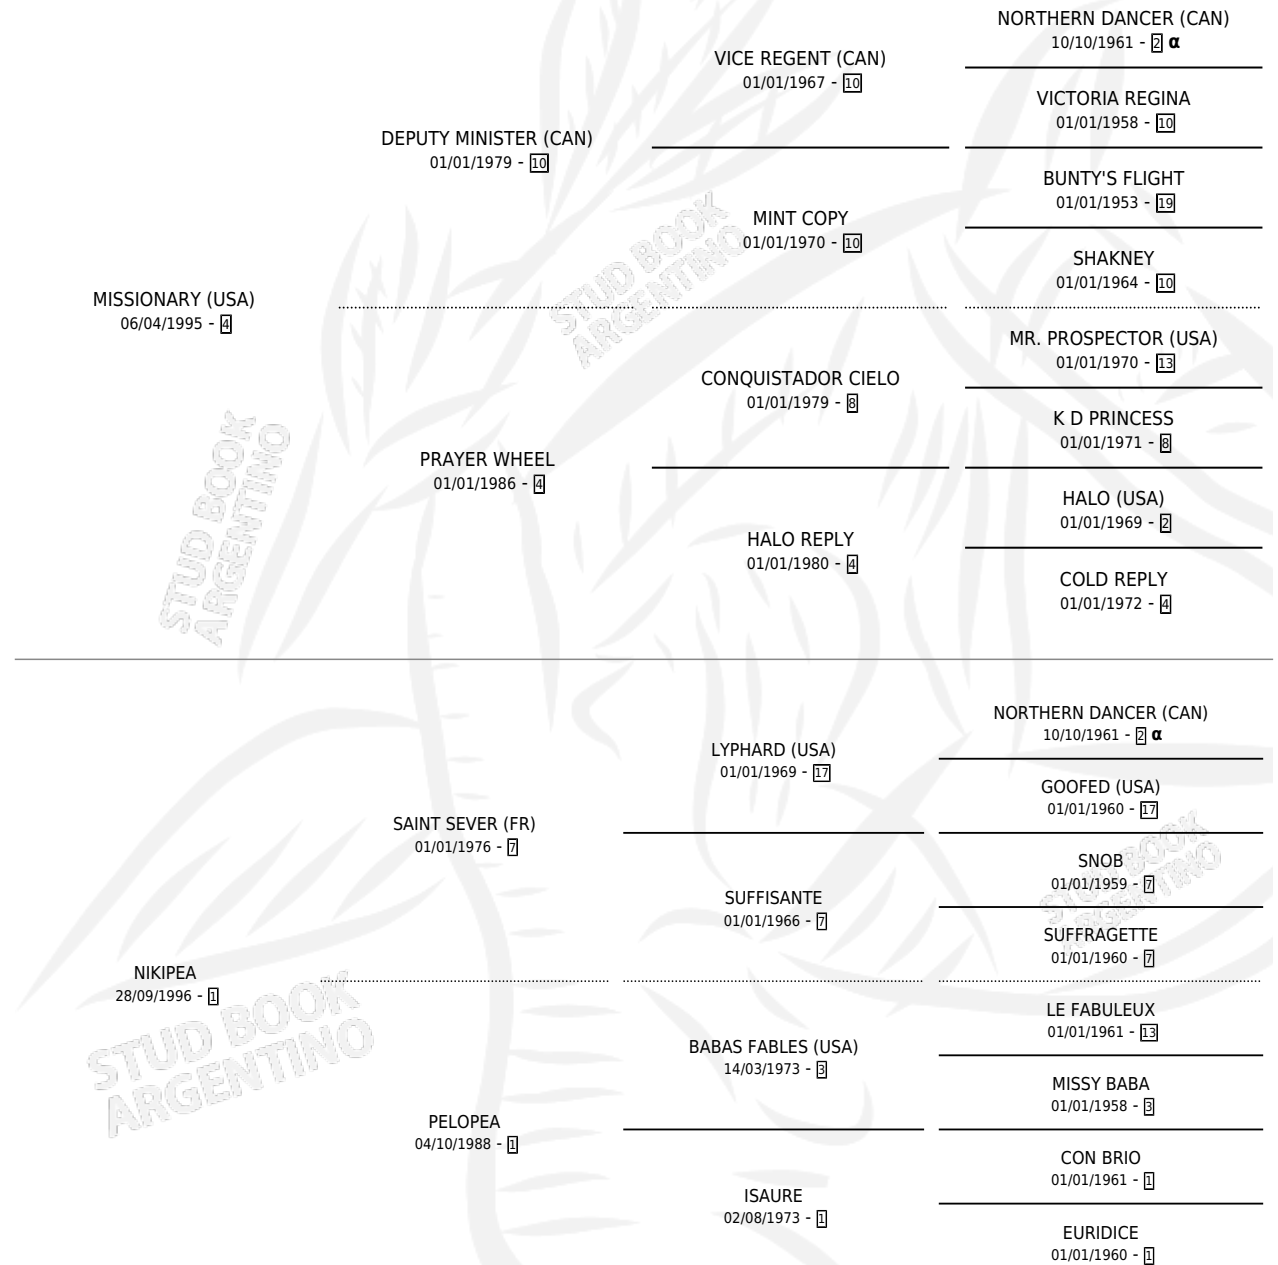 NORTHERN DANCER (CAN)
10/10/1961 - 2 α
VICE REGENT (CAN)
01/01/1967 - 10
VICTORIA REGINA
01/01/1958 - 10
DEPUTY MINISTER (CAN)
01/01/1979 - 10
BUNTY'S FLIGHT
01/01/1953 - 19
MINT COPY
01/01/1970 - 10
SHAKNEY
01/01/1964 - 10
MISSIONARY (USA)
06/04/1995 - 4
MR. PROSPECTOR (USA)
01/01/1970 - 13
CONQUISTADOR CIELO
01/01/1979 - 8
K D PRINCESS
01/01/1971 - 8
PRAYER WHEEL
01/01/1986 - 4
HALO (USA)
01/01/1969 - 2
HALO REPLY
01/01/1980 - 4
COLD REPLY
01/01/1972 - 4
NORTHERN DANCER (CAN)
10/10/1961 - 2 α
LYPHARD (USA)
01/01/1969 - 17
GOOFED (USA)
01/01/1960 - 17
SAINT SEVER (FR)
01/01/1976 - 7
SNOB
01/01/1959 - 7
SUFFISANTE
01/01/1966 - 7
SUFFRAGETTE
01/01/1960 - 7
NIKIPEA
28/09/1996 - 1
LE FABULEUX
01/01/1961 - 13
BABAS FABLES (USA)
14/03/1973 - 3
MISSY BABA
01/01/1958 - 3
PELOPEA
04/10/1988 - 1
CON BRIO
01/01/1961 - 1
ISAURE
02/08/1973 - 1
EURIDICE
01/01/1960 - 1
STUD BOOK
ARGENTINO
STUD BOOK
ARGENTINO
STUD BOOK
ARGENTINO
STUD BOOK
ARGENTINO